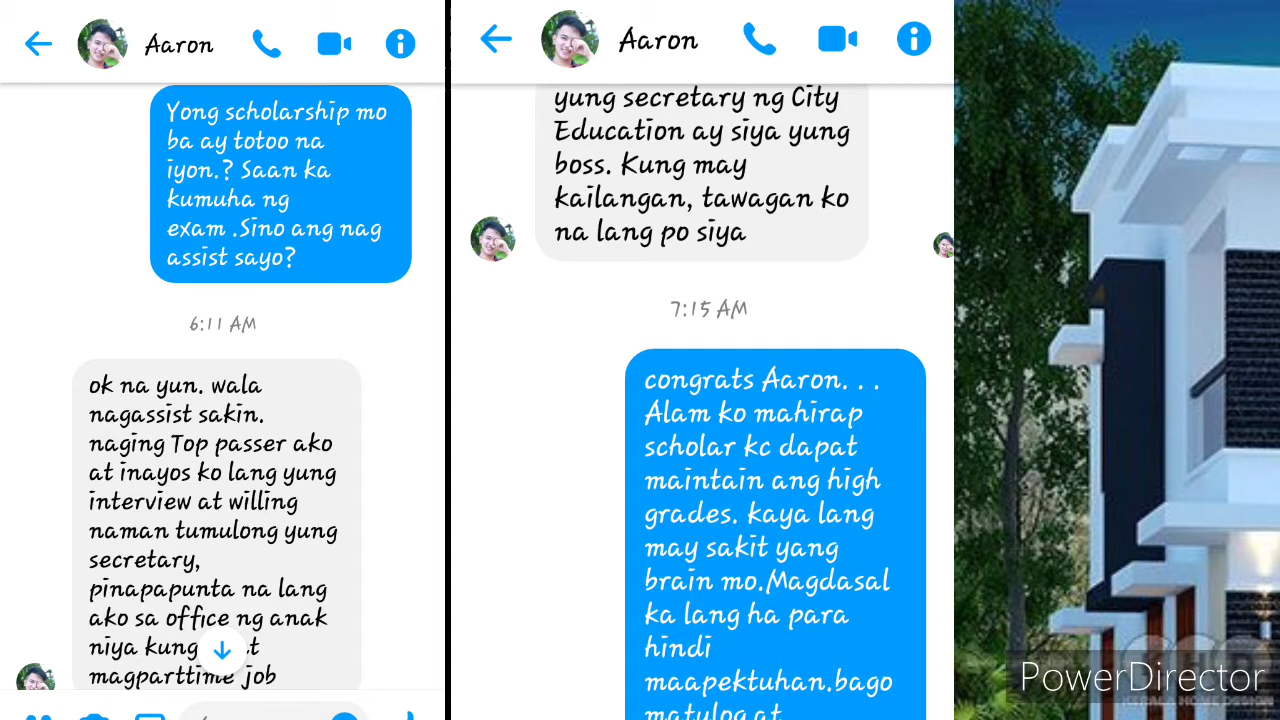 Aaron
Yong scholarship mo
ba ay totoo na
iyon.? Saan ka
kumuha ng
exam .Sino ang nag
assist sayo?
6:11 AM
ok na yun. wala
nagassist sakin.
naging Top passer ako
at inayos ko lang yung
interview at willing
naman tumulong yung
secretary,
pinapapunta na lang
ako sa office ng anak
niya kung
magparttime job
Aaron
yung secretary ng City
Education ay siya yung
boss. Kung may
kailangan, tawagan ko
na lang po siya
7:15 AM
congrats Aaron. . .
Alam ko mahirap
scholar kc dapat
maintain ang high
grades. kaya lang
may sakit yang
brain mo.Magdasal
ka lang ha para
hindi
maapektuhan.bago
matulog at
PowerDirector
KERALA HOME DESIGN